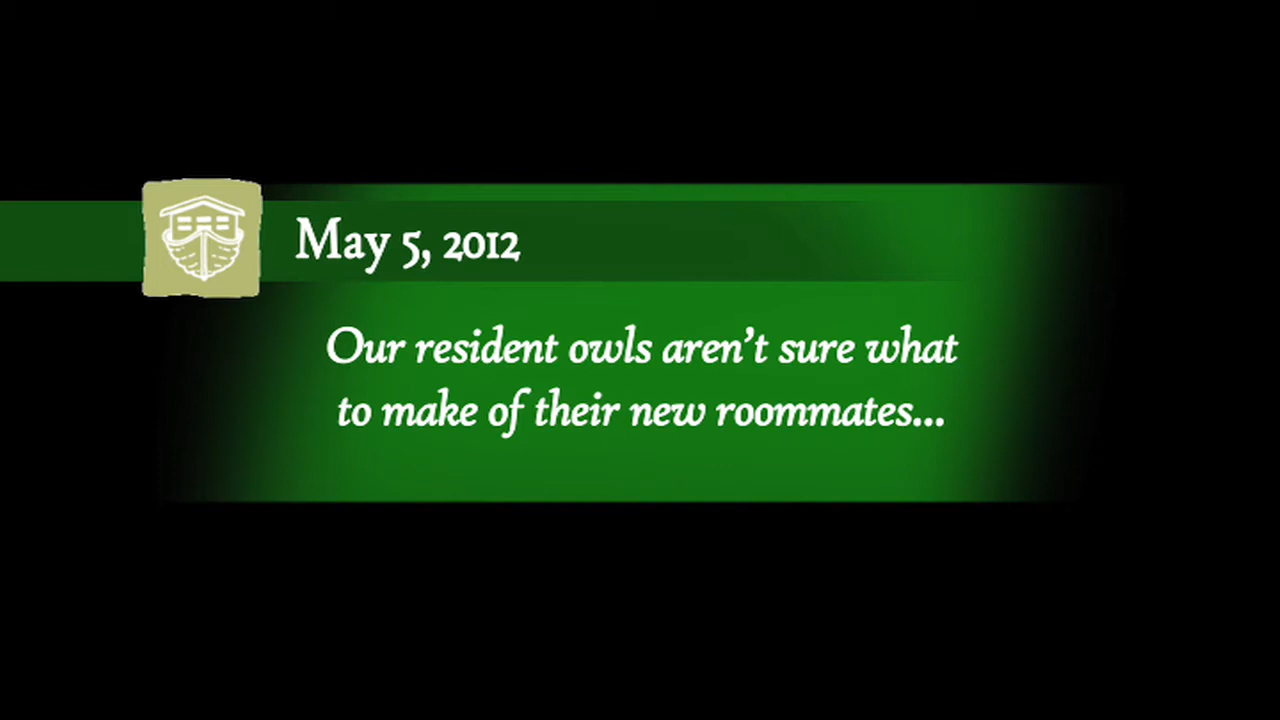 May 5, 2012
Our resident owls aren't sure what
to make of their new roommates...